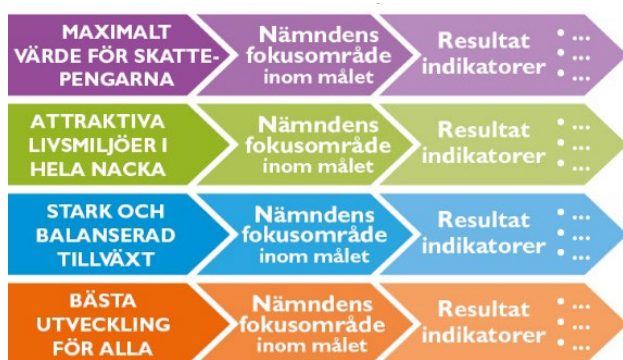 MAXIMALT
VÄRDE FÖR SKATTE-
PENGARNA
Nämndens
fokusområde
inom målet
Resultat
indikatorer
• ...
• ...
• ...
ATTRAKTIVA
LIVSMILJÖER I
HELA NACKA
Nämndens
fokusområde
inom målet
Resultat
indikatorer
• ...
• ...
• ...
STARK OCH
BALANSERAD
TILLVÄXT
Nämndens
fokusområde
inom målet
Resultat
indikatorer
• ...
• ...
• ...
BÄSTA
UTVECKLING
FÖR ALLA
Nämndens
fokusområde
inom målet
Resultat
indikatorer
• ...
• ...
• ...